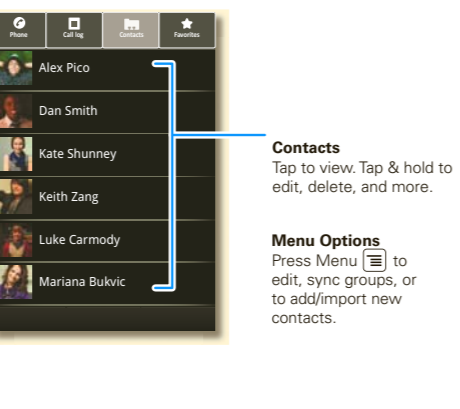 Phone Call log Contacts Favorites
Alex Pico
Dan Smith
Kate Shunney
Keith Zang
Luke Carmody
Mariana Bukvic
Contacts
Tap to view. Tap & hold to
edit, delete, and more.
Menu Options
Press Menu to
edit, sync groups, or
to add/import new
contacts.